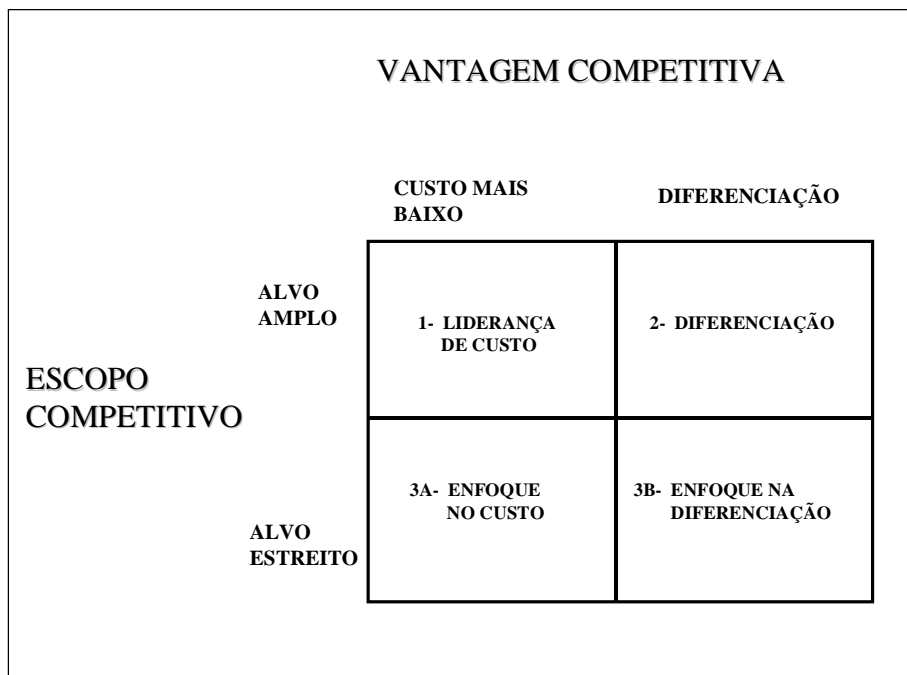 VANTAGEM COMPETITIVA
CUSTO MAIS
BAIXO
DIFERENCIAÇÃO
ALVO
AMPLO
1- LIDERANÇA
DE CUSTO
2- DIFERENCIAÇÃO
ESCOPO
COMPETITIVO
3A- ENFOQUE
NO CUSTO
3B- ENFOQUE NA
DIFERENCIAÇÃO
ALVO
ESTREITO